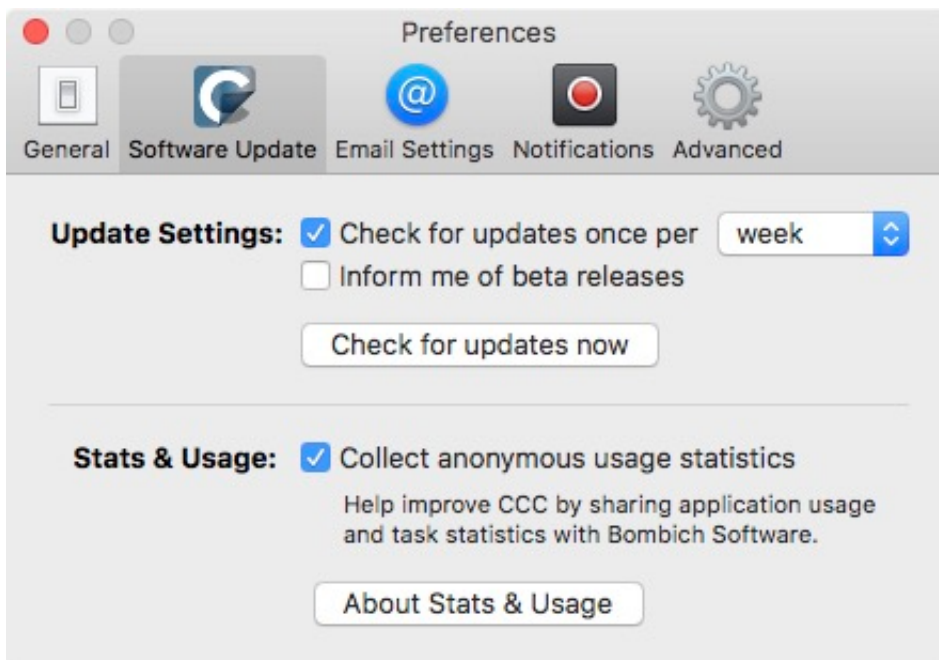 Preferences
General Software Update Email Settings Notifications Advanced
Update Settings: Check for updates once per week
Inform me of beta releases
Check for updates now
Stats & Usage: Collect anonymous usage statistics
Help improve CCC by sharing application usage
and task statistics with Bombich Software.
About Stats & Usage